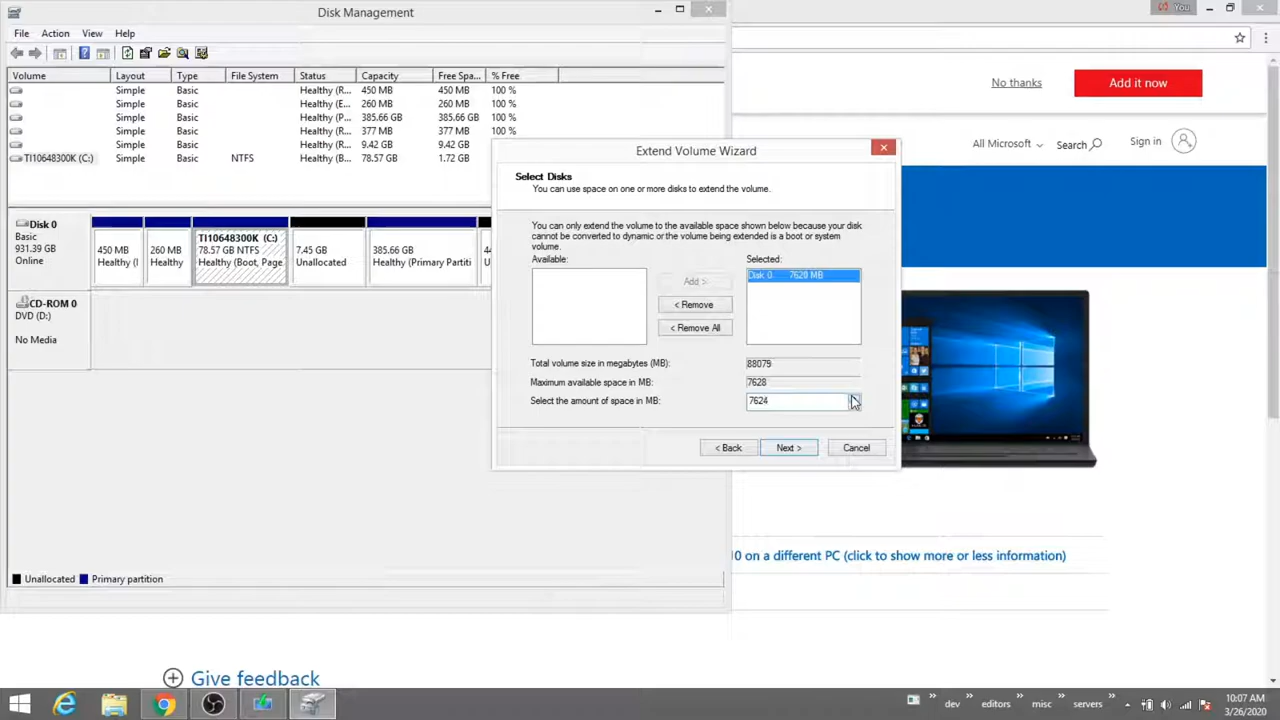 Disk Management
You
File Action View Help
Volume Layout Type File System Status Capacity Free Spa... % Free
Simple Basic Healthy (R... 450 MB 450 MB 100 %
Simple Basic Healthy (E... 260 MB 260 MB 100 %
Simple Basic Healthy (P... 385.66 GB 385.66 GB 100 %
Simple Basic Healthy (R... 377 MB 377 MB 100 %
Simple Basic Healthy (R... 9.42 GB 9.42 GB 100 %
TI10648300K (C:) Simple Basic NTFS Healthy (B... 78.57 GB 1.72 GB
No thanks
Add it now
All Microsoft
Search
Sign in
Disk 0
Basic
931.39 GB
Online
450 MB
Healthy (I
260 MB
Healthy
TI10648300K (C:)
78.57 GB NTFS
Healthy (Boot, Page
7.45 GB
Unallocated
385.66 GB
Healthy (Primary Partiti
CD-ROM 0
DVD (D:)
No Media
Unallocated Primary partition
Extend Volume Wizard
Select Disks
You can use space on one or more disks to extend the volume.
You can only extend the volume to the available space shown below because your disk
cannot be converted to dynamic or the volume being extended is a boot or system
volume.
Available:
Selected:
Disk 0 7628 MB
Add >
< Remove
< Remove All
Total volume size in megabytes (MB): 88079
Maximum available space in MB: 7628
Select the amount of space in MB: 7624
< Back Next > Cancel
10 on a different PC (click to show more or less information)
Give feedback
dev editors misc servers
10:07 AM
3/26/2020